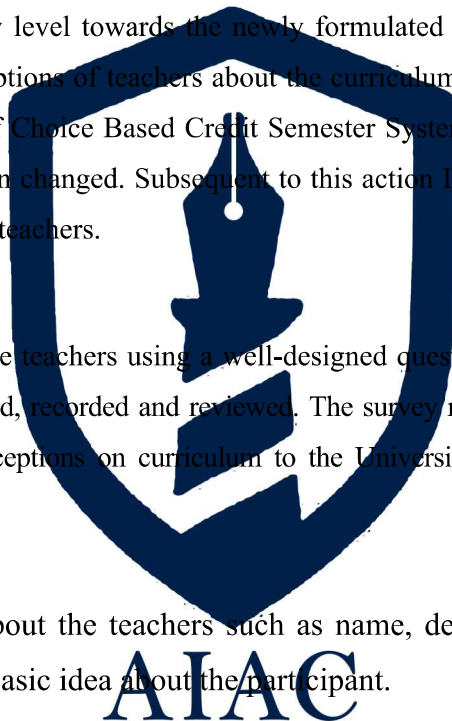 y level towards the newly formulated
ptions of teachers about the curriculum
f Choice Based Credit Semester System
n changed. Subsequent to this action I
teachers.
e teachers using a well-designed ques
d, recorded and reviewed. The survey r
ceptions on curriculum to the Universi
bout the teachers such as name, de
asic idea about the participant.
AIAC